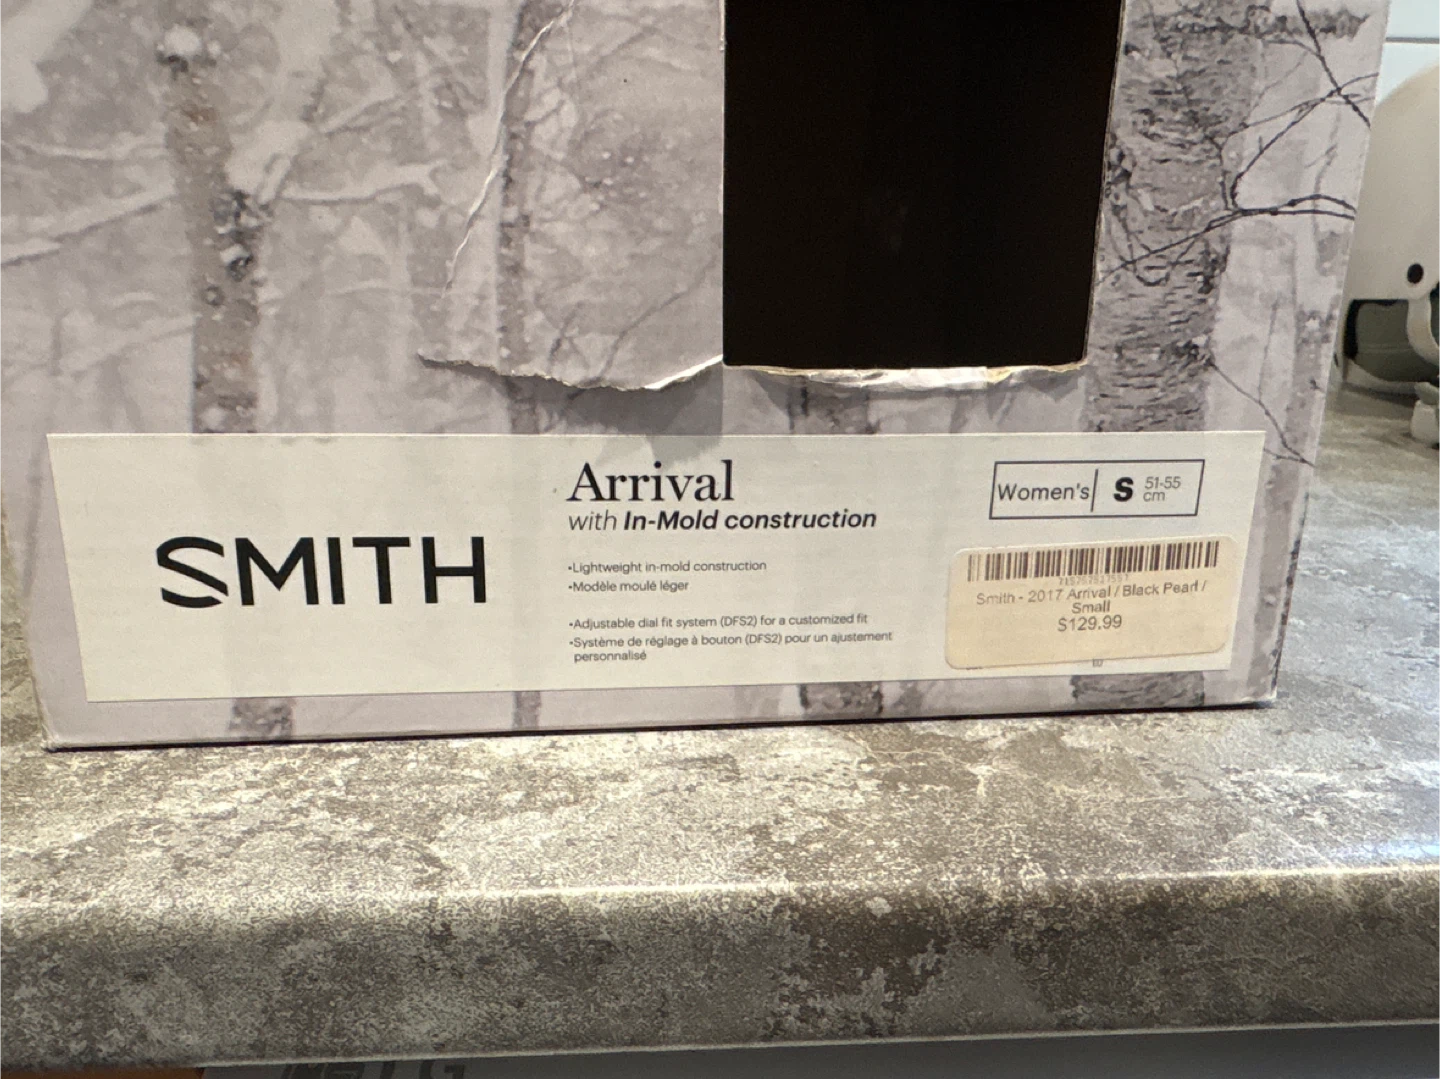 SMITH
Arrival
with In-Mold construction
•Lightweight in-mold construction
•Modèle moulé léger
•Adjustable dial fit system (DFS2) for a customized fit
•Système de réglage à bouton (DFS2) pour un ajustement
personnalisé
Women's S 51-55
cm
Smith - 2017 Arrival / Black Pearl /
Small
$129.99